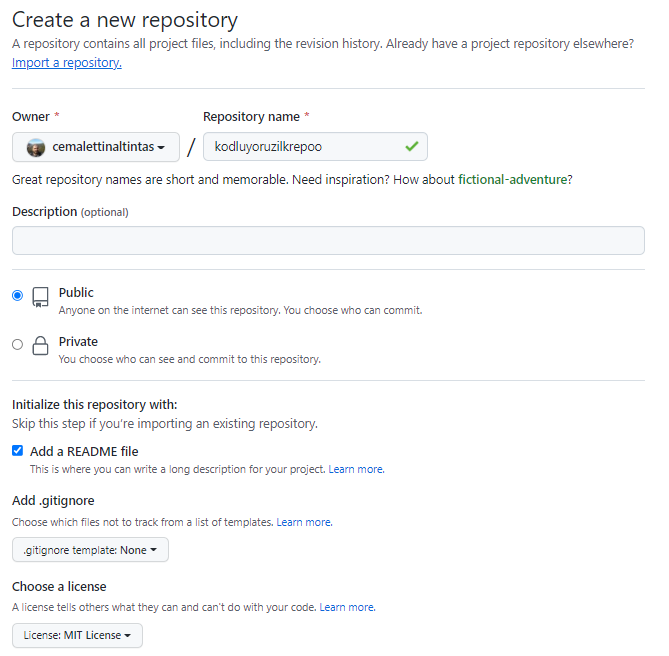 Create a new repository
A repository contains all project files, including the revision history. Already have a project repository elsewhere?
Import a repository.
Owner *
Repository name *
cemalettinaltintas
/
kodluyoruzilkrepoo
Great repository names are short and memorable. Need inspiration? How about fictional-adventure?
Description (optional)
Public
Anyone on the internet can see this repository. You choose who can commit.
Private
You choose who can see and commit to this repository.
Initialize this repository with:
Skip this step if you're importing an existing repository.
Add a README file
This is where you can write a long description for your project. Learn more.
Add .gitignore
Choose which files not to track from a list of templates. Learn more.
.gitignore template: None
Choose a license
A license tells others what they can and can't do with your code. Learn more.
License: MIT License